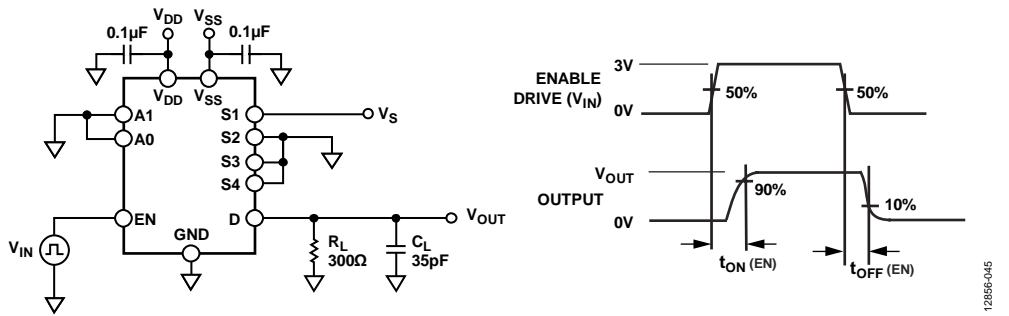 VDD
VSS
0.1µF
0.1µF
VDD
VSS
A1
A0
S1
VS
S2
S3
S4
EN
D
VOUT
GND
VIN
RL
300Ω
CL
35pF
ENABLE
DRIVE (VIN)
3V
0V
50%
50%
OUTPUT
VOUT
0V
90%
10%
tON (EN)
tOFF (EN)
12856-045